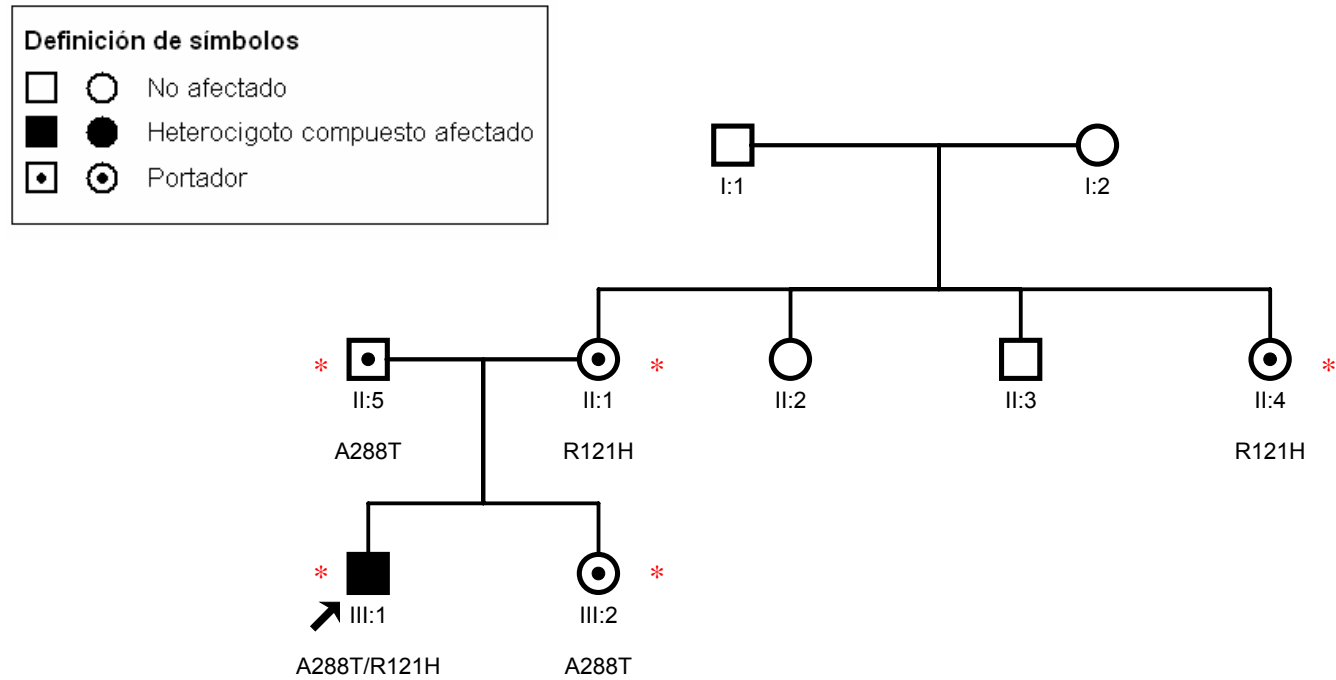 Definición de símbolos
No afectado
Heterocigoto compuesto afectado
Portador
I:1 I:2
* * *
II:5 II:1 II:2 II:3 II:4
A288T R121H R121H
* *
III:1 III:2
A288T/R121H A288T